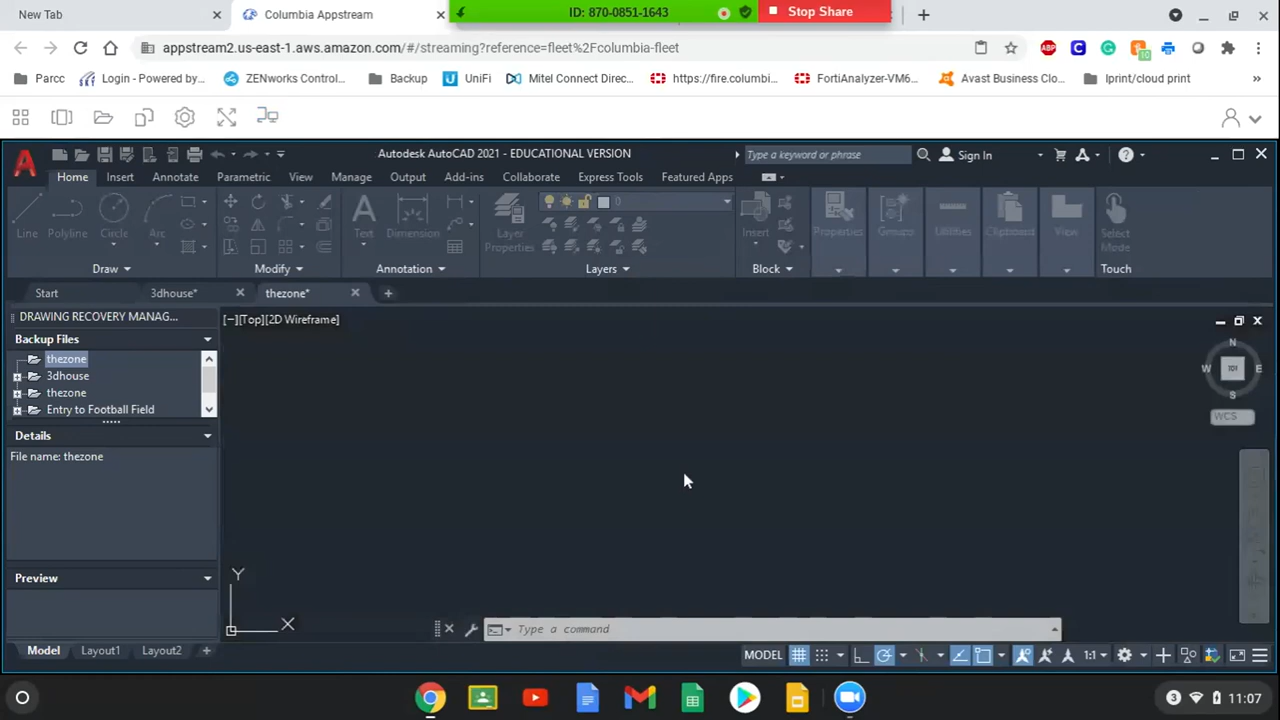 New Tab
Columbia Appstream
ID: 870-0851-1643
Stop Share
appstream2.us-east-1.aws.amazon.com/#/streaming?reference=fleet%2Fcolumbia-fleet
ABP
C
10
Parcc
Login - Powered by...
ZENworks Control...
Backup
UniFi
Mitel Connect Direc...
https://fire.columbi...
FortiAnalyzer-VM6...
Avast Business Clo...
Iprint/cloud print
»
Autodesk AutoCAD 2021 - EDUCATIONAL VERSION
Type a keyword or phrase
Sign In
Home
Insert
Annotate
Parametric
View
Manage
Output
Add-ins
Collaborate
Express Tools
Featured Apps
0
Line
Polyline
Circle
Arc
Text
Dimension
Layer
Properties
Insert
Properties
Groups
Utilities
Clipboard
View
Select
Mode
Draw
Modify
Annotation
Layers
Block
Touch
Start
3dhouse*
thezone*
DRAWING RECOVERY MANAG...
Backup Files
thezone
3dhouse
thezone
Entry to Football Field
Details
File name: thezone
Preview
[−][Top][2D Wireframe]
N
W
E
S
WCS
Y
X
Type a command
Model
Layout1
Layout2
+
MODEL
1:1
3
11:07